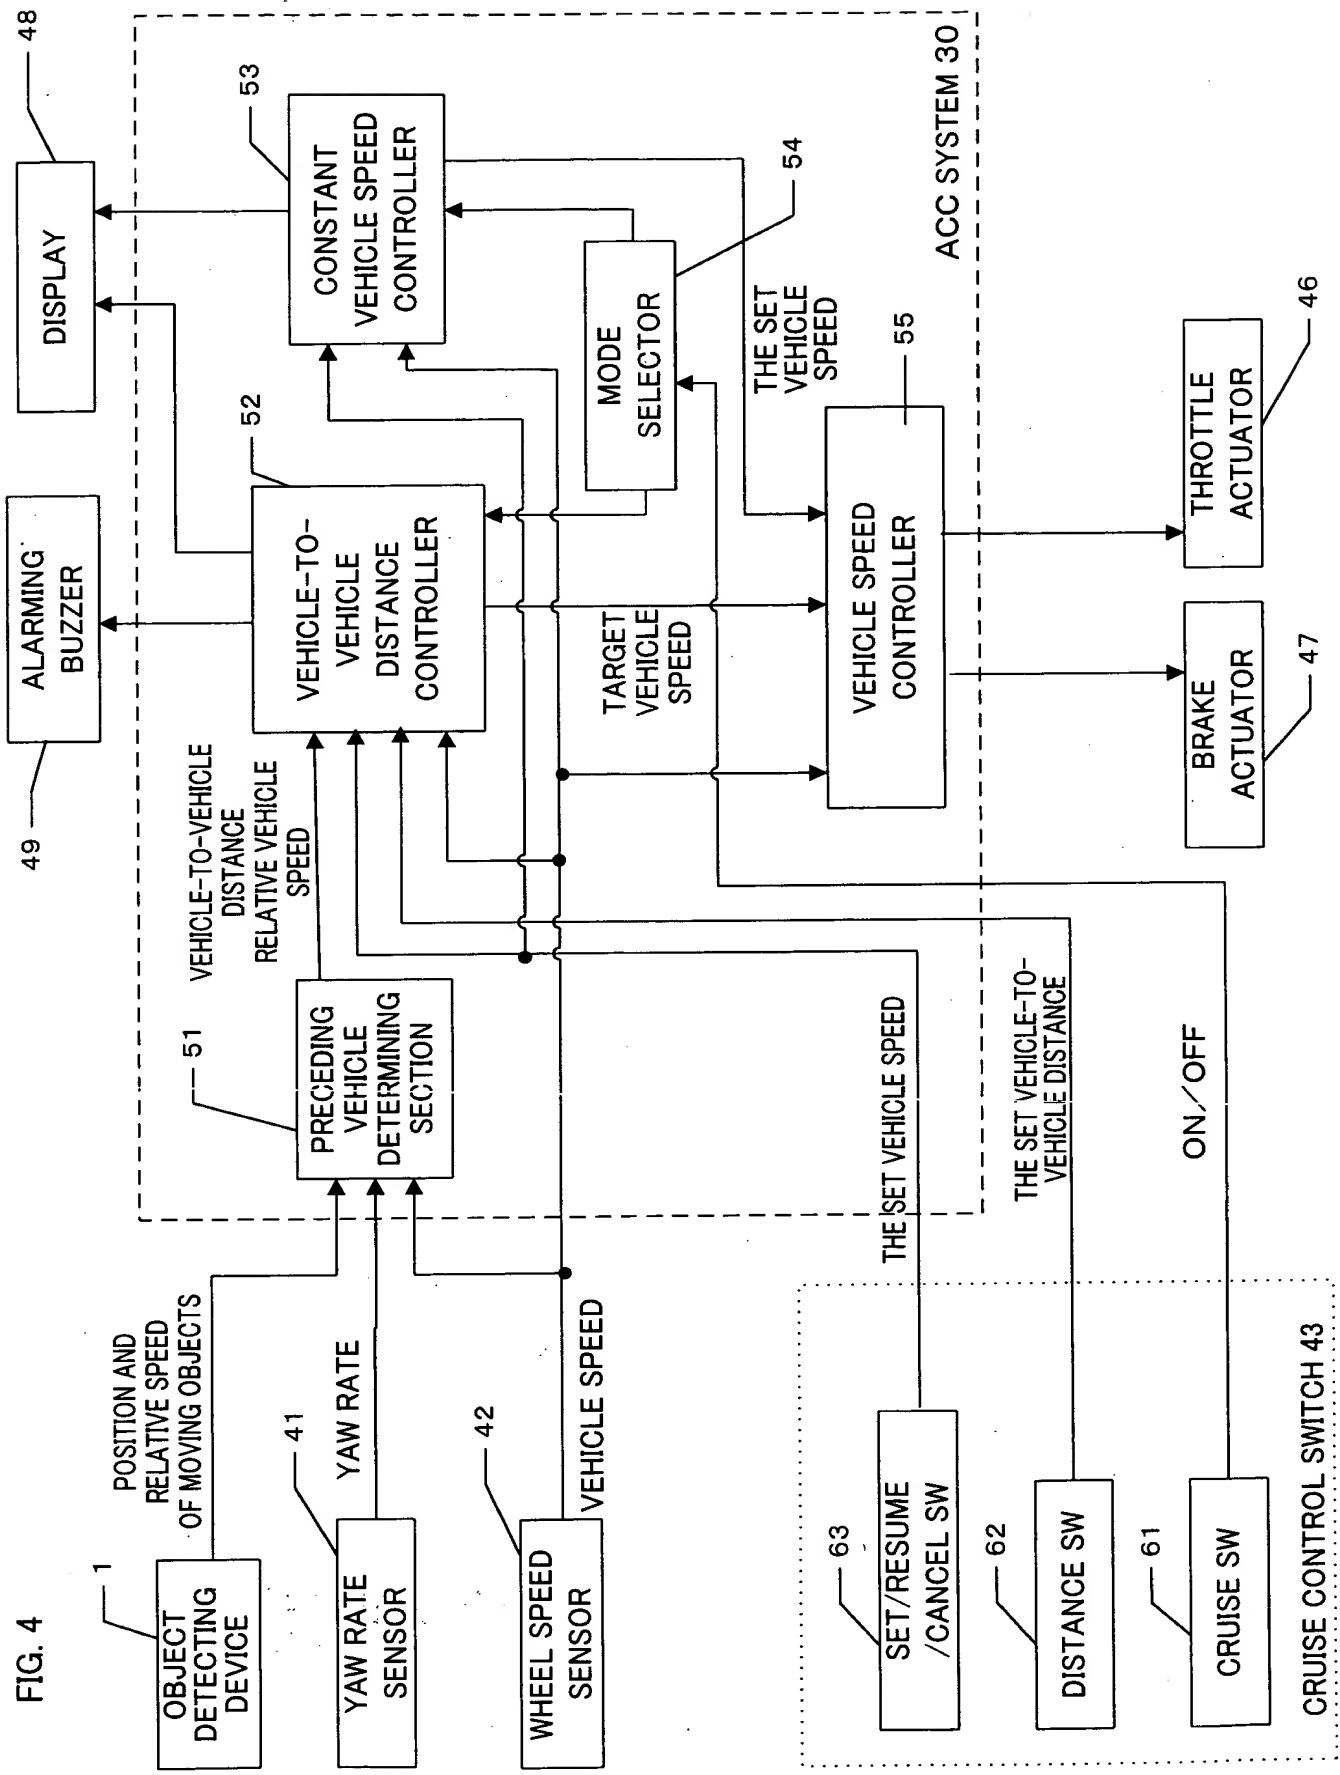 FIG. 4
1
OBJECT
DETECTING
DEVICE
POSITION AND
RELATIVE SPEED
OF MOVING OBJECTS
41
YAW RATE
SENSOR
YAW RATE
42
WHEEL SPEED
SENSOR
VEHICLE SPEED
63
SET/RESUME
/CANCEL SW
THE SET VEHICLE SPEED
62
DISTANCE SW
THE SET VEHICLE-TO-
VEHICLE DISTANCE
61
CRUISE SW
ON/OFF
CRUISE CONTROL SWITCH 43
51
PRECEDING
VEHICLE
DETERMINING
SECTION
VEHICLE-TO-VEHICLE
DISTANCE
RELATIVE VEHICLE
SPEED
49
ALARMING
BUZZER
52
VEHICLE-TO-
VEHICLE
DISTANCE
CONTROLLER
TARGET
VEHICLE
SPEED
48
DISPLAY
53
CONSTANT
VEHICLE SPEED
CONTROLLER
54
MODE
SELECTOR
THE SET
VEHICLE
SPEED
55
VEHICLE SPEED
CONTROLLER
ACC SYSTEM 30
BRAKE
ACTUATOR
47
THROTTLE
ACTUATOR
46